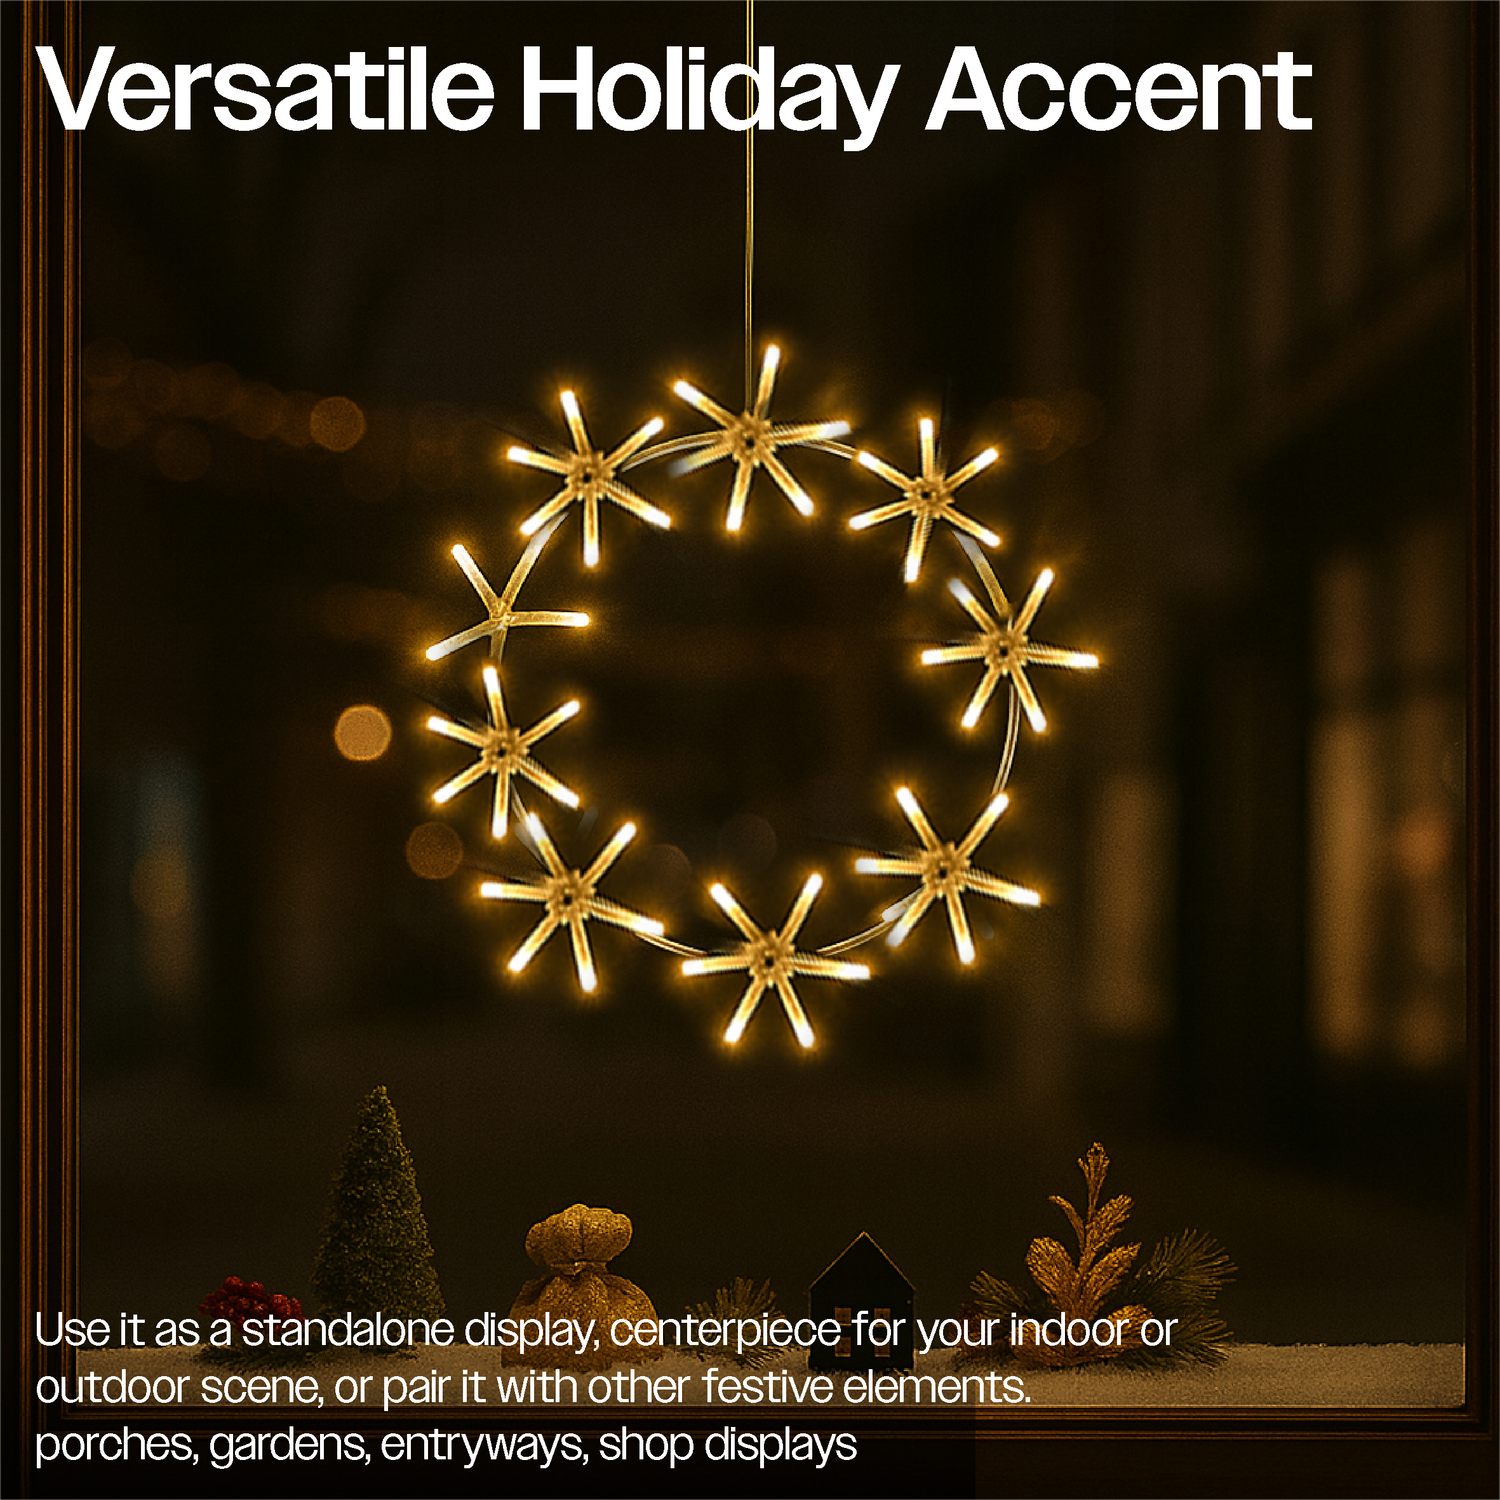 Versatile Holiday Accent
Use it as a standalone display, centerpiece for your indoor or
outdoor scene, or pair it with other festive elements.
porches, gardens, entryways, shop displays